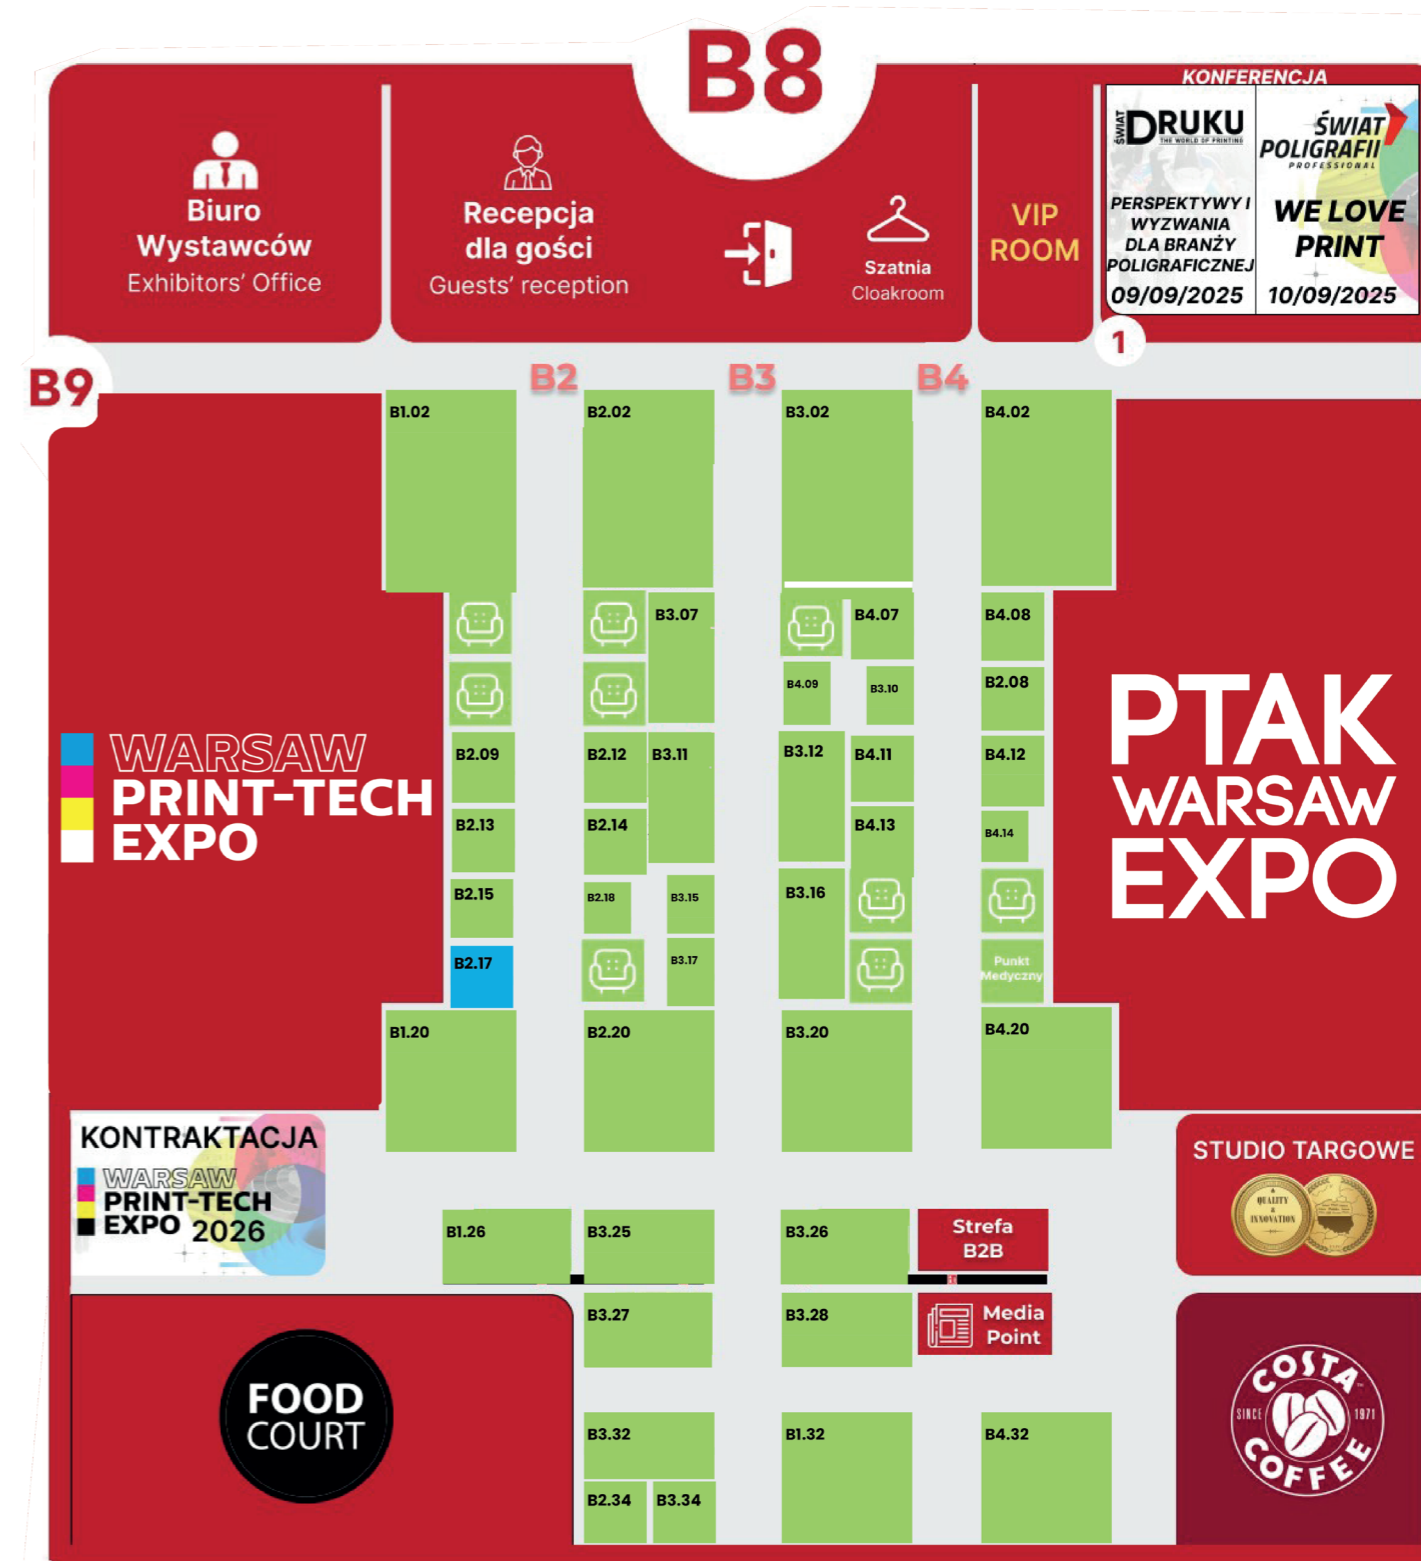 B8
Biuro
Wystawców
Exhibitors' Office
Recepcja
dla gości
Guests' reception
Szatnia
Cloakroom
VIP
ROOM
KONFERENCJA
ŚWIAT
DRUKU
THE WORLD OF PRINTING
PERSPEKTYWY I
WYZWANIA
DLA BRANŻY
POLIGRAFICZNEJ
09/09/2025
ŚWIAT
POLIGRAFII
PROFESSIONAL
WE LOVE
PRINT
10/09/2025
1
B9
B2
B3
B4
B1.02
B2.02
B3.02
B4.02
B3.07
B4.07
B4.08
B4.09
B3.10
B2.08
B2.09
B2.12
B3.11
B3.12
B4.11
B4.12
B2.13
B2.14
B4.13
B4.14
B2.15
B2.18
B3.15
B3.16
B2.17
B3.17
Punkt
Medyczny
B1.20
B2.20
B3.20
B4.20
WARSAW
PRINT-TECH
EXPO
PTAK
WARSAW
EXPO
KONTRAKTACJA
WARSAW
PRINT-TECH
EXPO 2026
STUDIO TARGOWE
QUALITY
&
INNOVATION
B1.26
B3.25
B3.26
Strefa
B2B
B3.27
B3.28
Media
Point
FOOD
COURT
B3.32
B1.32
B4.32
B2.34
B3.34
COSTA
SINCE
1971
COFFEE